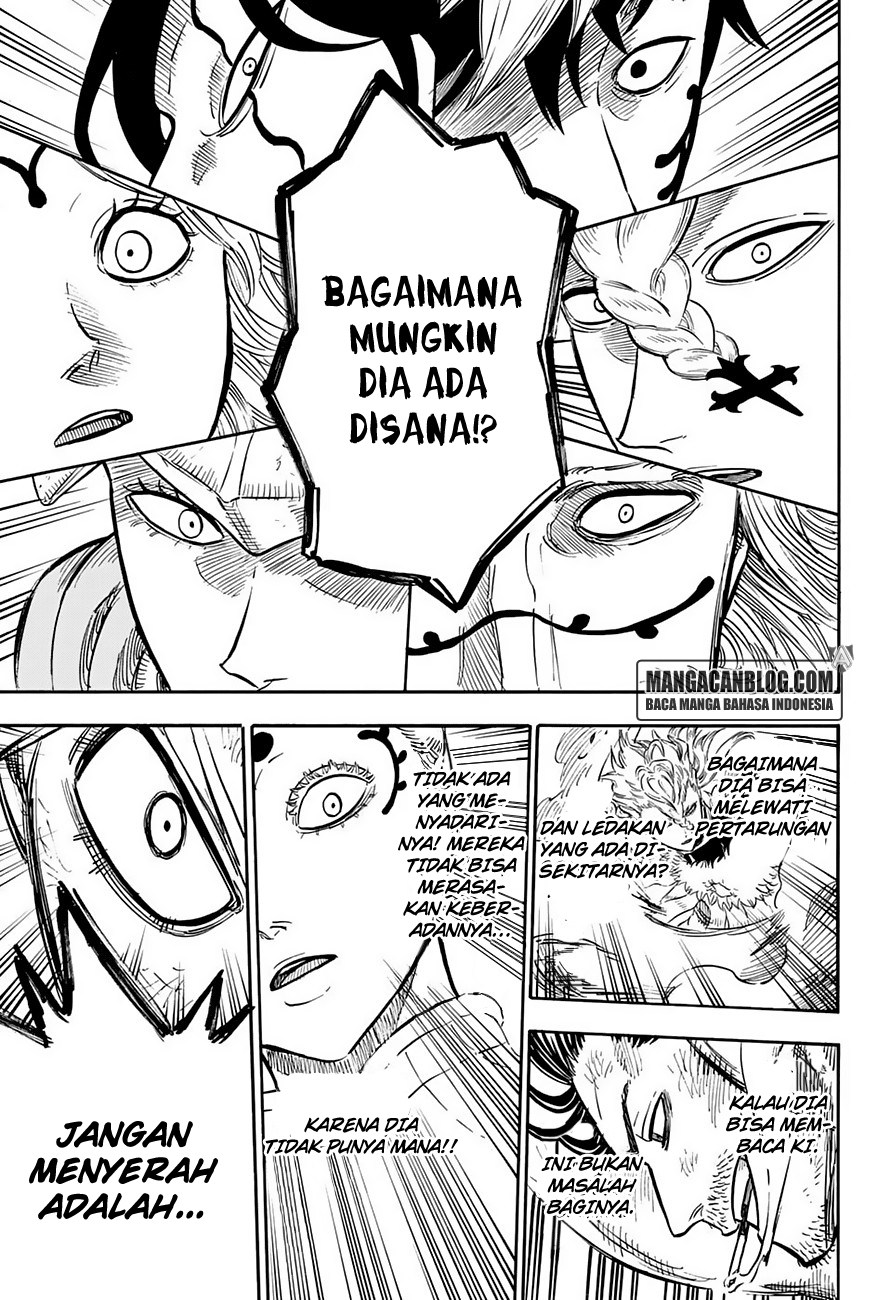 BAGAIMANA
MUNGKIN
DIA ADA
DISANA!?
MANGACANBLOG.COM
BACA MANGA BAHASA INDONESIA
BAGAIMANA
DIA BISA
MELEWATI
PERTARUNGAN
DAN LEDAKAN
YANG ADA DI-
SEKITARNYA?
KALAU DIA
BISA MEM-
BACA KI.
INI BUKAN
MASALAH
BAGINYA.
TIDAK ADA
YANG ME-
NYADARI-
NYA! MEREKA
TIDAK BISA
MERASA-
KAN KEBER-
ADANNYA...
KARENA DIA
TIDAK PUNYA MANA!!
JANGAN
MENYERAH
ADALAH...